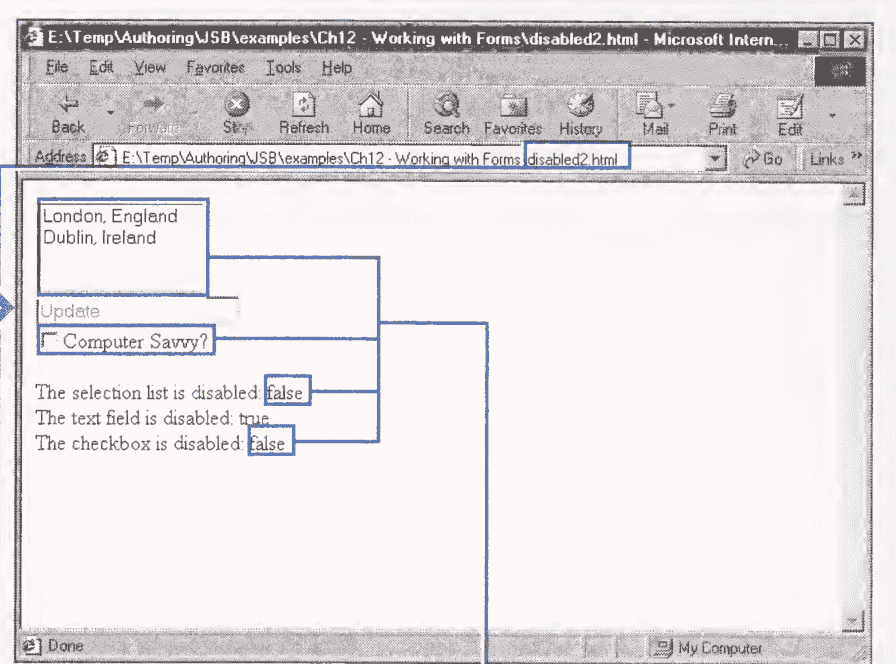 E:\Temp\Authoring\JSB\examples\Ch12 - Working with Forms\disabled2.html - Microsoft Intern...
File Edit View Favorites Tools Help
Back Forward Stop Refresh Home Search Favorites History Mail Print Edit
Address E:\Temp\Authoring\JSB\examples\Ch12 - Working with Forms\disabled2.html Go Links »
London, England
Dublin, Ireland
Update
Computer Savvy?
The selection list is disabled: false
The text field is disabled: true
The checkbox is disabled: false
Done My Computer